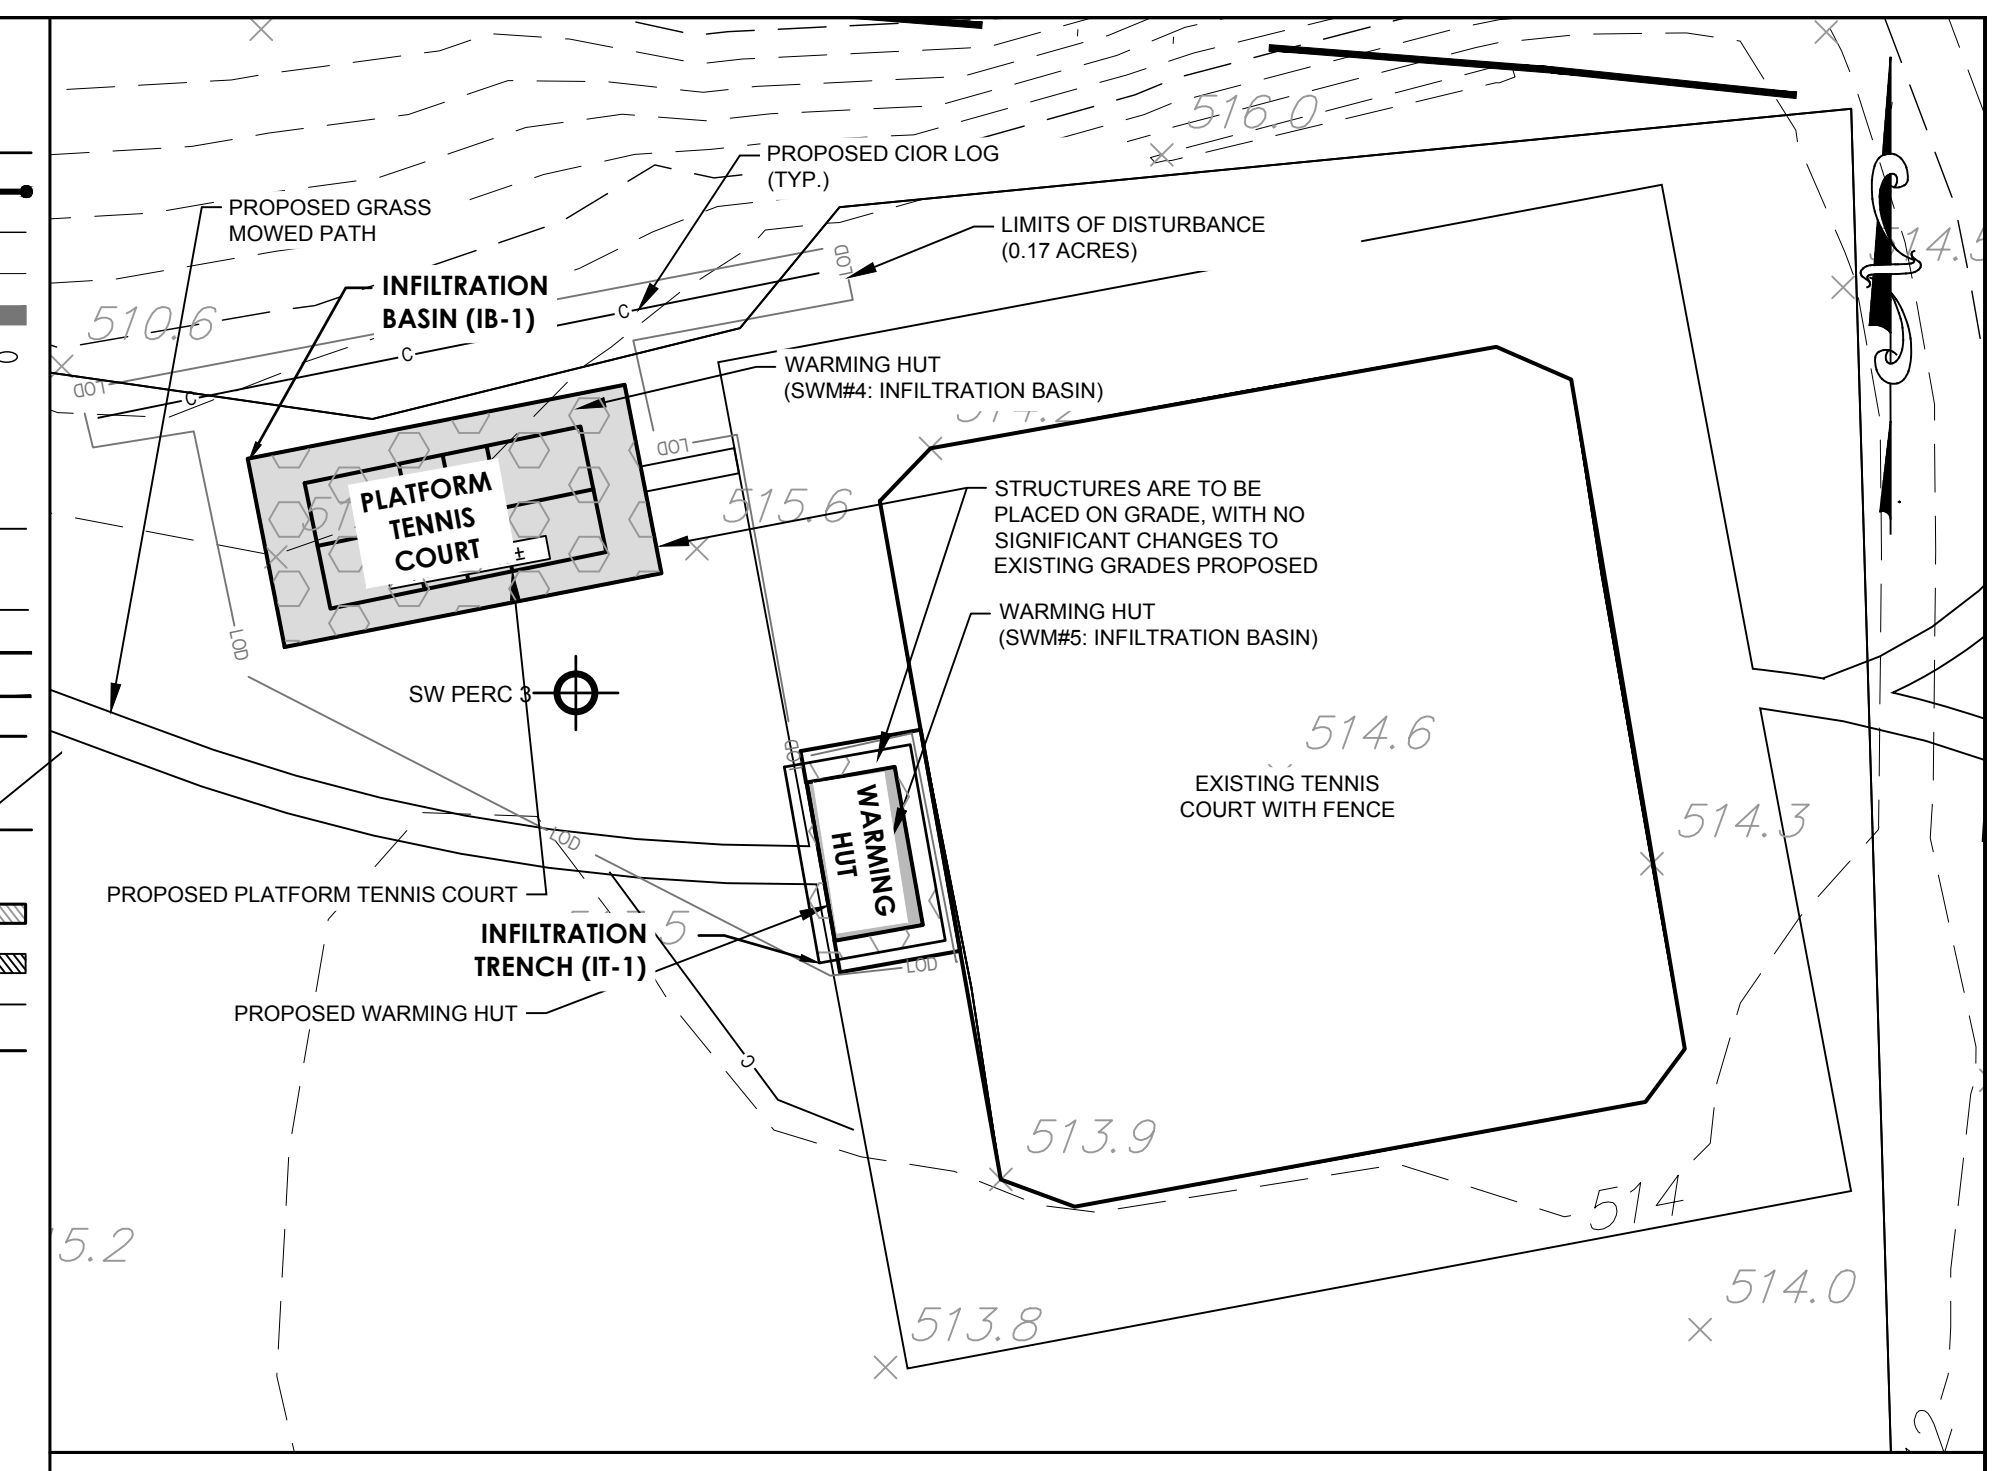 516.0
PROPOSED CIOR LOG
(TYP.)
PROPOSED GRASS
MOWED PATH
LIMITS OF DISTURBANCE
(0.17 ACRES)
LOD
INFILTRATION
BASIN (IB-1)
510.6
C
C
C
LOD
WARMING HUT
(SWM#4: INFILTRATION BASIN)
514.2
LOD
PLATFORM
TENNIS
COURT
±
515.6
STRUCTURES ARE TO BE
PLACED ON GRADE, WITH NO
SIGNIFICANT CHANGES TO
EXISTING GRADES PROPOSED
WARMING HUT
(SWM#5: INFILTRATION BASIN)
LOD
SW PERC 3
514.6
EXISTING TENNIS
COURT WITH FENCE
514.3
LOD
WARMING
HUT
LOD
PROPOSED PLATFORM TENNIS COURT
INFILTRATION
TRENCH (IT-1)
LOD
PROPOSED WARMING HUT
C
513.9
514
5.2
514.0
513.8